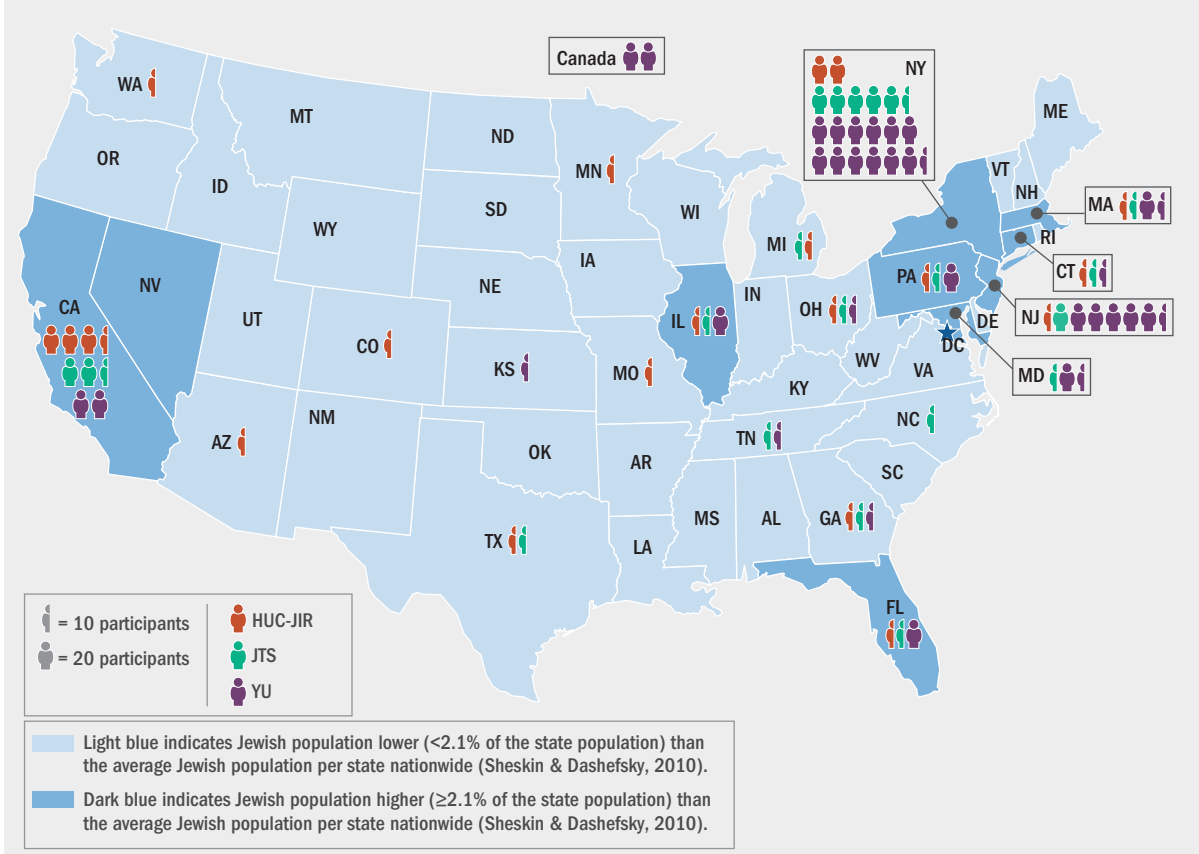 Canada
NY
WA
MT
ND
MN
ME
OR
ID
SD
WI
VT
NH
MA
WY
MI
RI
IA
NE
PA
CT
NV
CA
UT
CO
KS
MO
IL
IN
OH
NJ
DE
DC
WV
VA
MD
KY
AZ
NM
OK
AR
TN
NC
SC
TX
LA
MS
AL
GA
FL
= 10 participants
= 20 participants
HUC-JIR
JTS
YU
Light blue indicates Jewish population lower (<2.1% of the state population) than
the average Jewish population per state nationwide (Sheskin & Dashefsky, 2010).
Dark blue indicates Jewish population higher (≥2.1% of the state population) than
the average Jewish population per state nationwide (Sheskin & Dashefsky, 2010).